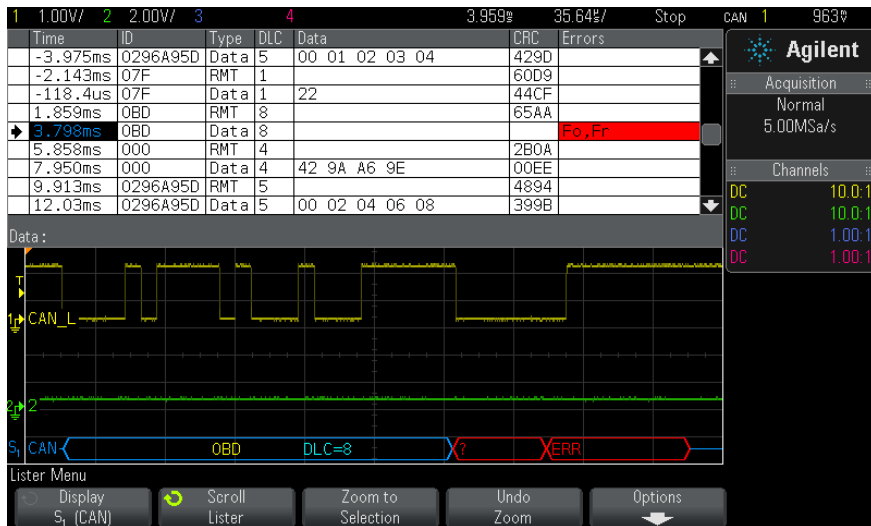 1 1.00V/ 2 2.00V/ 3 4 3.959s 35.64s/ Stop CAN 1 963V
Time ID Type DLC Data CRC Errors
-3.975ms 0296A95D Data 5 00 01 02 03 04 429D
-2.143ms 07F RMT 1 60D9
-118.4us 07F Data 1 22 44CF
1.859ms 0BD RMT 8 65AA
3.798ms 0BD Data 8 Fo,Fr
5.858ms 000 RMT 4 2B0A
7.950ms 000 Data 4 42 9A A6 9E 00EE
9.913ms 0296A95D RMT 5 4894
12.03ms 0296A95D Data 5 00 02 04 06 08 399B
Data:
Agilent
Acquisition
Normal
5.00MSa/s
Channels
DC 10.0:1
DC 10.0:1
DC 1.00:1
DC 1.00:1
T
1 CAN_L
2 2
S1 CAN 0BD DLC=8 ? ERR
Lister Menu
Display Scroll Zoom to Undo Options
S1 (CAN) Lister Selection Zoom